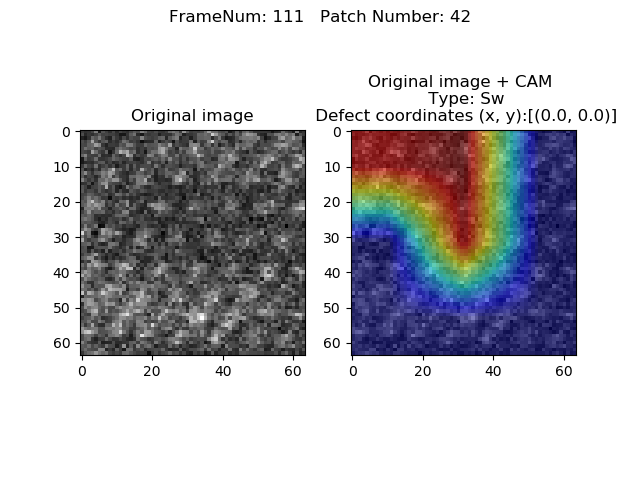 FrameNum: 111   Patch Number: 42
Original image
0
10
20
30
40
50
60
0 20 40 60
Original image + CAM
Type: Sw
Defect coordinates (x, y):[(0.0, 0.0)]
0
10
20
30
40
50
60
0 20 40 60